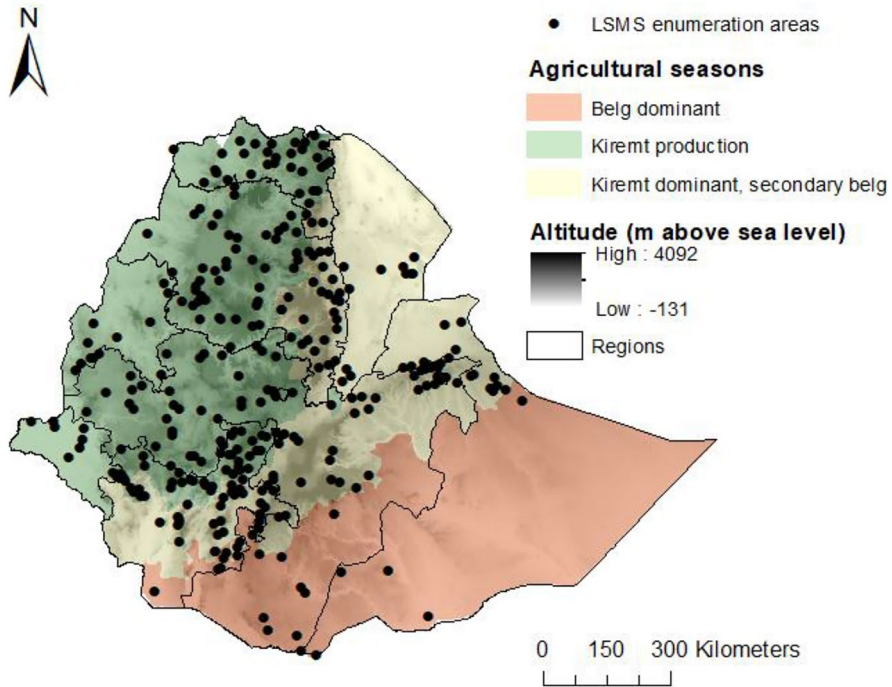 N
LSMS enumeration areas
Agricultural seasons
Belg dominant
Kiremt production
Kiremt dominant, secondary belg
Altitude (m above sea level)
High : 4092
Low : -131
Regions
0 150 300 Kilometers